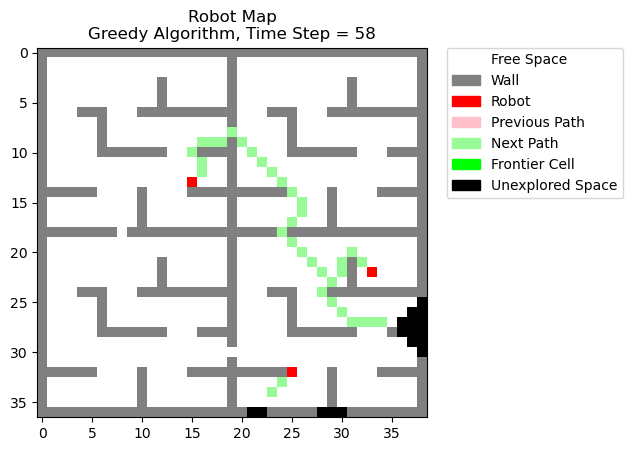 Robot Map
Greedy Algorithm, Time Step = 58
0
5
10
15
20
25
30
35
0
5
10
15
20
25
30
35
Free Space
Wall
Robot
Previous Path
Next Path
Frontier Cell
Unexplored Space